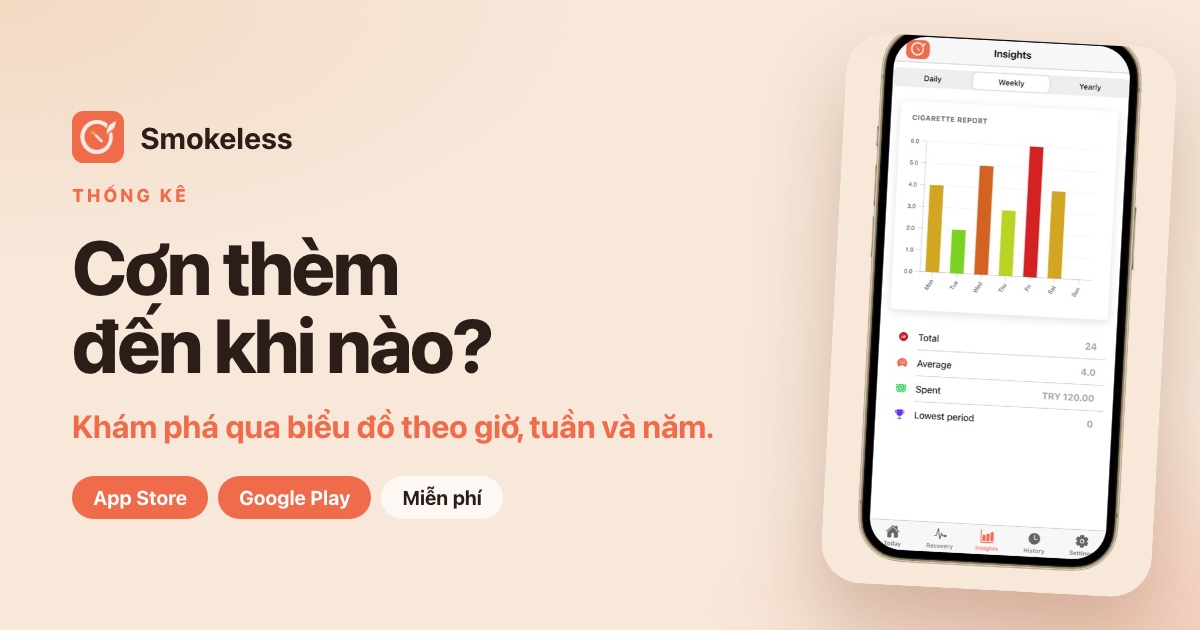 Smokeless
THỐNG KÊ
Cơn thèm
đến khi nào?
Khám phá qua biểu đồ theo giờ, tuần và năm.
App Store
Google Play
Miễn phí
Insights
Daily
Weekly
Yearly
CIGARETTE REPORT
6.0
5.0
4.0
3.0
2.0
1.0
0.0
Mon
Tue
Wed
Thu
Fri
Sat
Sun
Total
24
Average
4.0
Spent
TRY 120.00
Lowest period
0
Today
Recovery
Insights
History
Settings